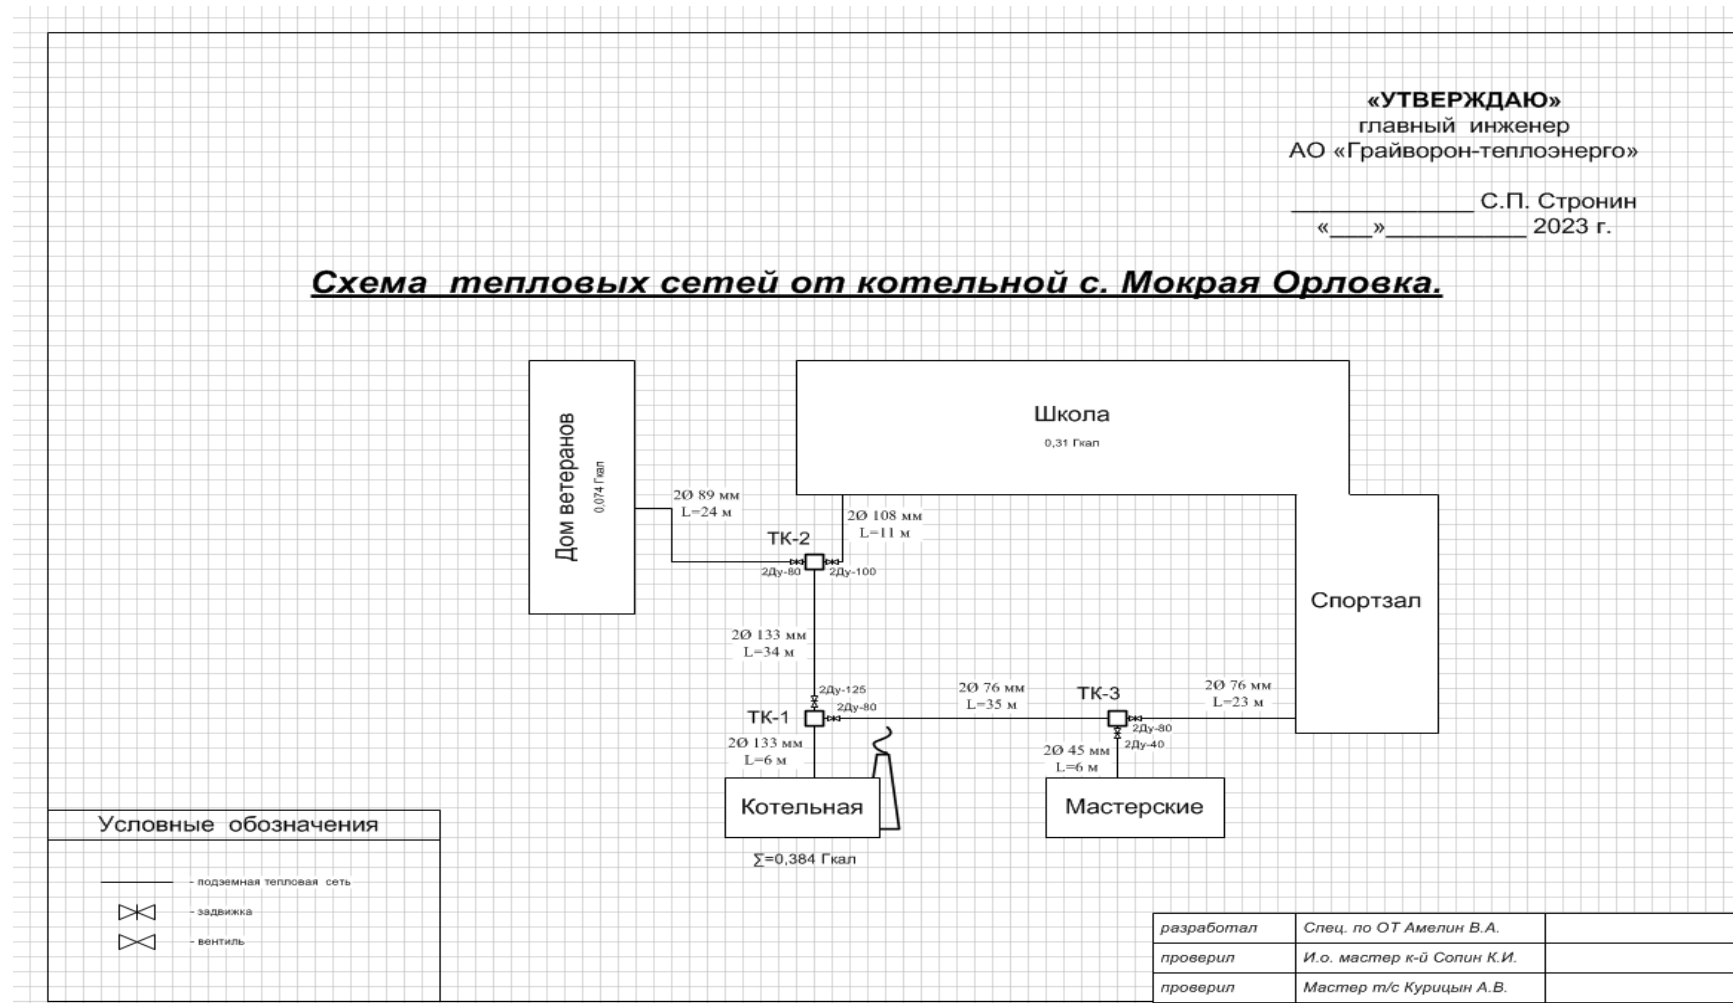 «УТВЕРЖДАЮ»
главный инженер
АО «Грайворон-теплоэнерго»
______________ С.П. Стронин
«___»__________ 2023 г.
Схема тепловых сетей от котельной с. Мокрая Орловка.
Дом ветеранов
0,074 Гкал
Школа
0,31 Гкал
2Ø 89 мм
L=24 м
2Ø 108 мм
L=11 м
ТК-2
2Ду-80
2Ду-100
Спортзал
2Ø 133 мм
L=34 м
2Ду-125
2Ду-80
ТК-1
2Ø 76 мм
L=35 м
ТК-3
2Ø 76 мм
L=23 м
2Ду-80
2Ду-40
2Ø 133 мм
L=6 м
2Ø 45 мм
L=6 м
Котельная
Мастерские
∑=0,384 Гкал
Условные обозначения
- подземная тепловая сеть
- задвижка
- вентиль
разработал Спец. по ОТ Амелин В.А.
проверил И.о. мастер к-й Сопин К.И.
проверил Мастер т/с Курицын А.В.